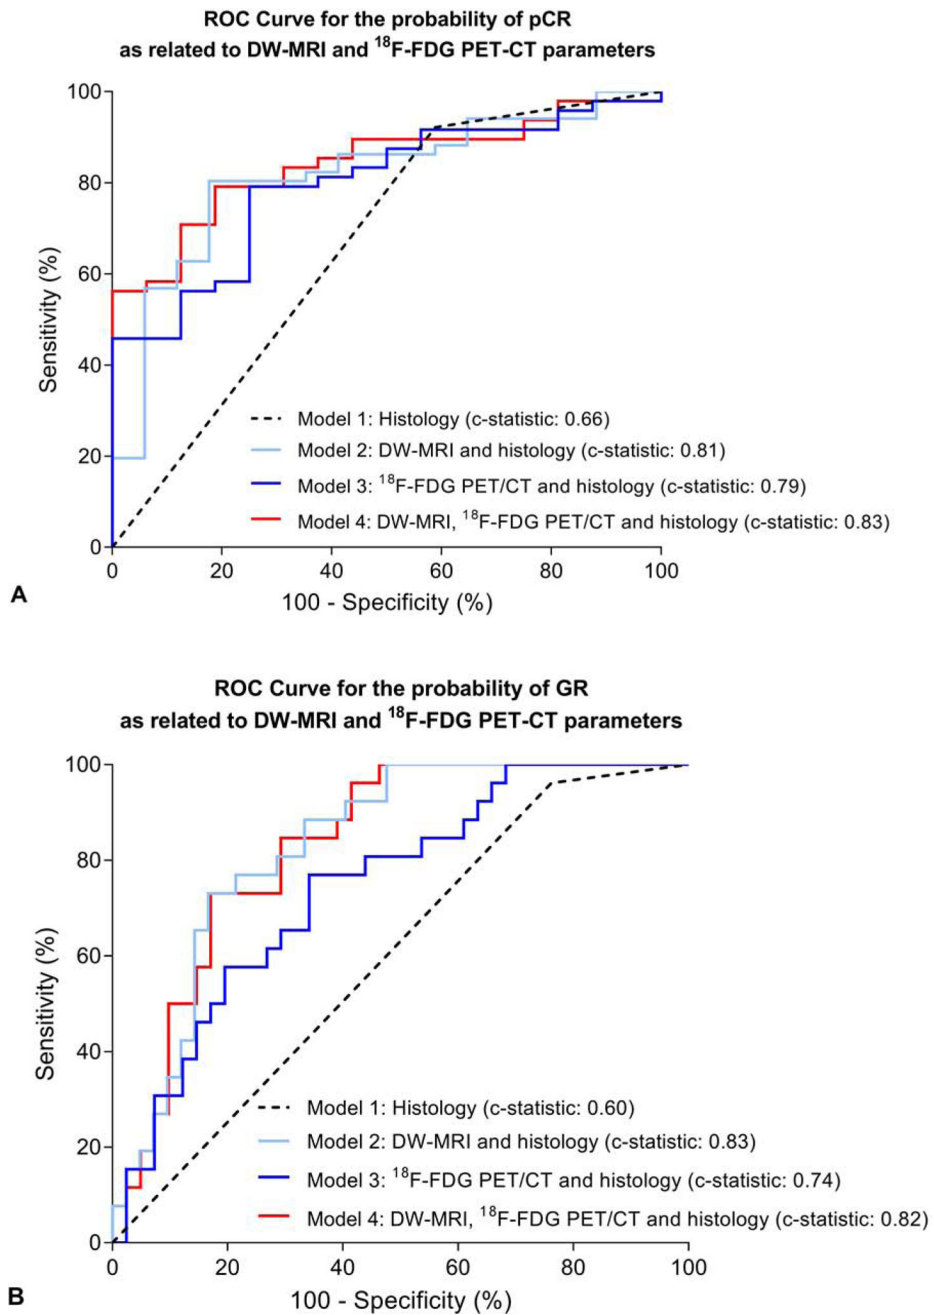 ROC Curve for the probability of pCR
as related to DW-MRI and ¹⁸F-FDG PET-CT parameters
100
80
60
40
20
0
Sensitivity (%)
Model 1: Histology (c-statistic: 0.66)
Model 2: DW-MRI and histology (c-statistic: 0.81)
Model 3: ¹⁸F-FDG PET/CT and histology (c-statistic: 0.79)
Model 4: DW-MRI, ¹⁸F-FDG PET/CT and histology (c-statistic: 0.83)
0 20 40 60 80 100
100 - Specificity (%)
A
ROC Curve for the probability of GR
as related to DW-MRI and ¹⁸F-FDG PET-CT parameters
100
80
60
40
20
0
Sensitivity (%)
Model 1: Histology (c-statistic: 0.60)
Model 2: DW-MRI and histology (c-statistic: 0.83)
Model 3: ¹⁸F-FDG PET/CT and histology (c-statistic: 0.74)
Model 4: DW-MRI, ¹⁸F-FDG PET/CT and histology (c-statistic: 0.82)
0 20 40 60 80 100
100 - Specificity (%)
B